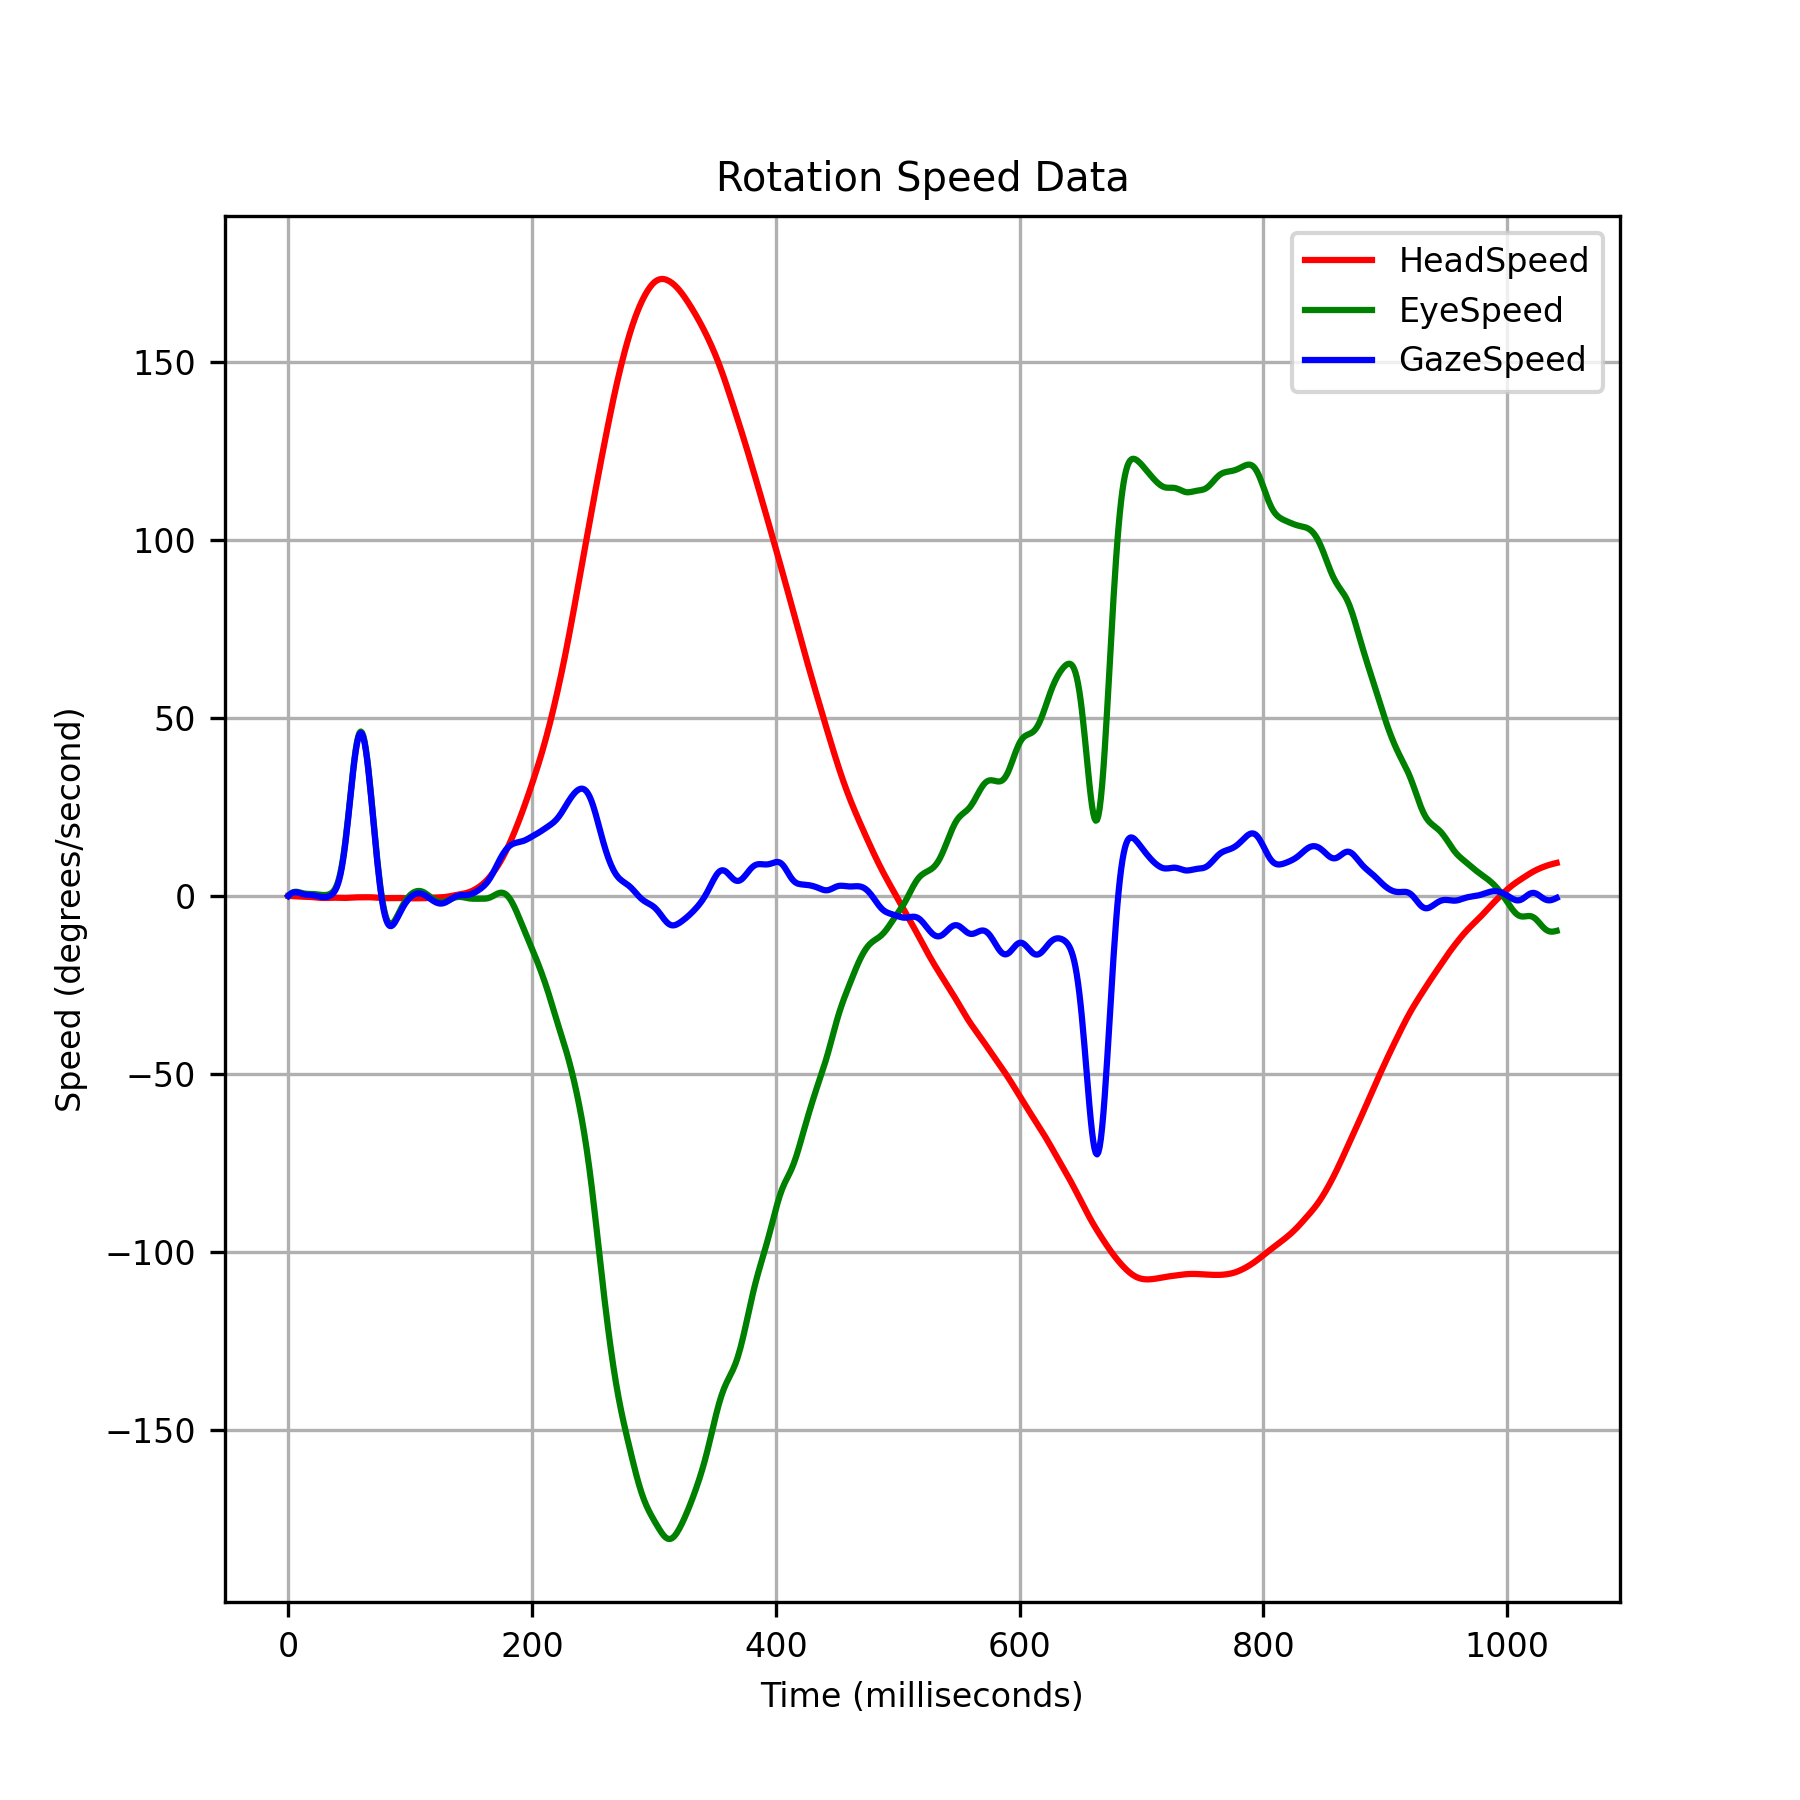 Rotation Speed Data
HeadSpeed
EyeSpeed
GazeSpeed
Speed (degrees/second)
150
100
50
0
−50
−100
−150
0 200 400 600 800 1000
Time (milliseconds)